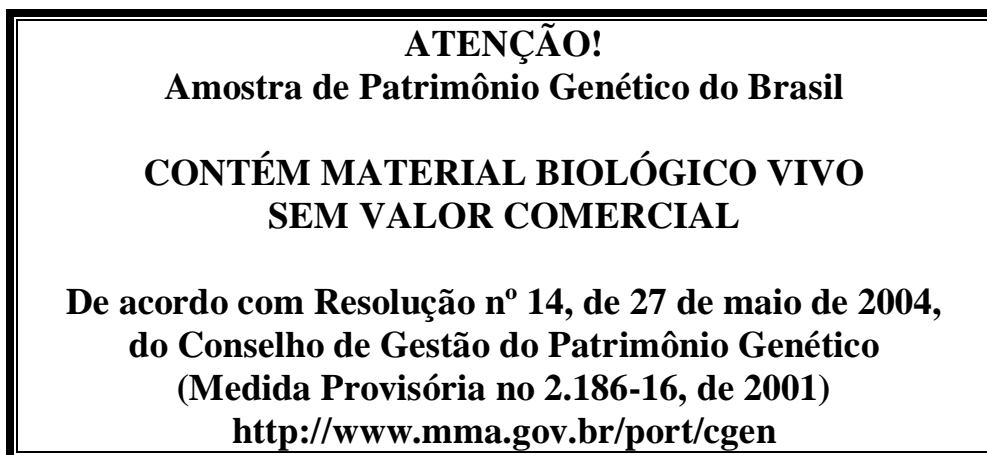 ATENÇÃO!
Amostra de Patrimônio Genético do Brasil
CONTÉM MATERIAL BIOLÓGICO VIVO
SEM VALOR COMERCIAL
De acordo com Resolução nº 14, de 27 de maio de 2004,
do Conselho de Gestão do Patrimônio Genético
(Medida Provisória no 2.186-16, de 2001)
http://www.mma.gov.br/port/cgen